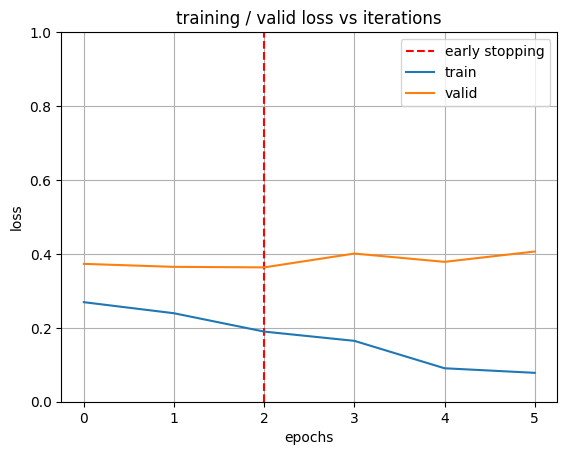 training / valid loss vs iterations
early stopping
train
valid
loss
1.0
0.8
0.6
0.4
0.2
0.0
0 1 2 3 4 5
epochs